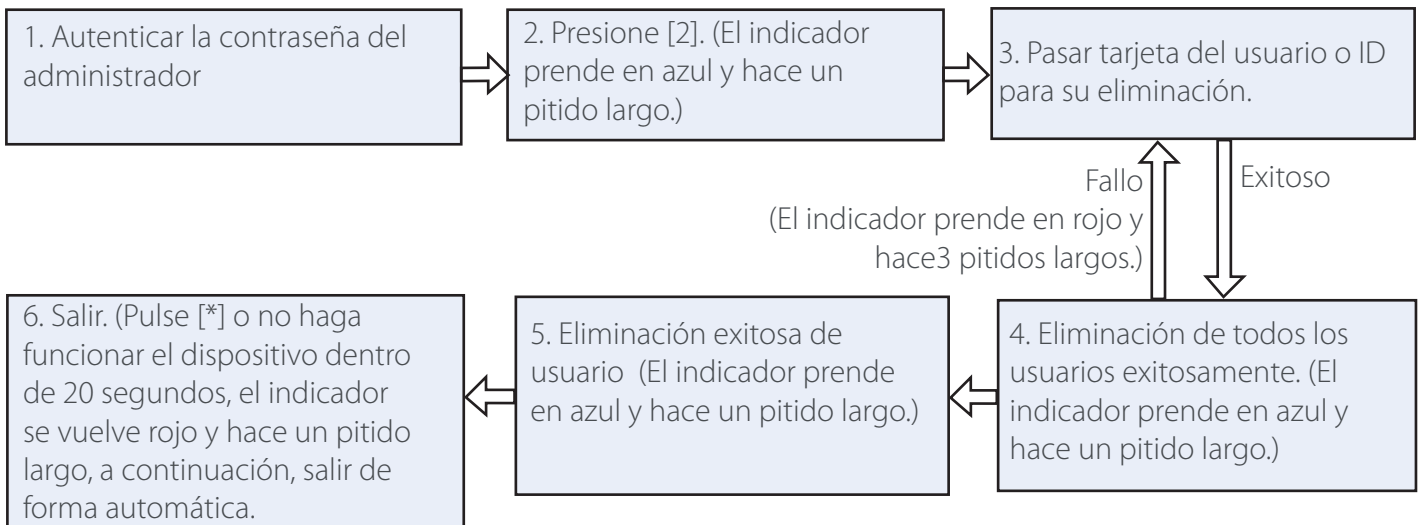 1. Autenticar la contraseña del
administrador
2. Presione [2]. (El indicador
prende en azul y hace un
pitido largo.)
3. Pasar tarjeta del usuario o ID
para su eliminación.
Fallo
(El indicador prende en rojo y
hace3 pitidos largos.)
Exitoso
4. Eliminación de todos los
usuarios exitosamente. (El
indicador prende en azul y
hace un pitido largo.)
5. Eliminación exitosa de
usuario (El indicador prende
en azul y hace un pitido largo.)
6. Salir. (Pulse [*] o no haga
funcionar el dispositivo dentro
de 20 segundos, el indicador
se vuelve rojo y hace un pitido
largo, a continuación, salir de
forma automática.